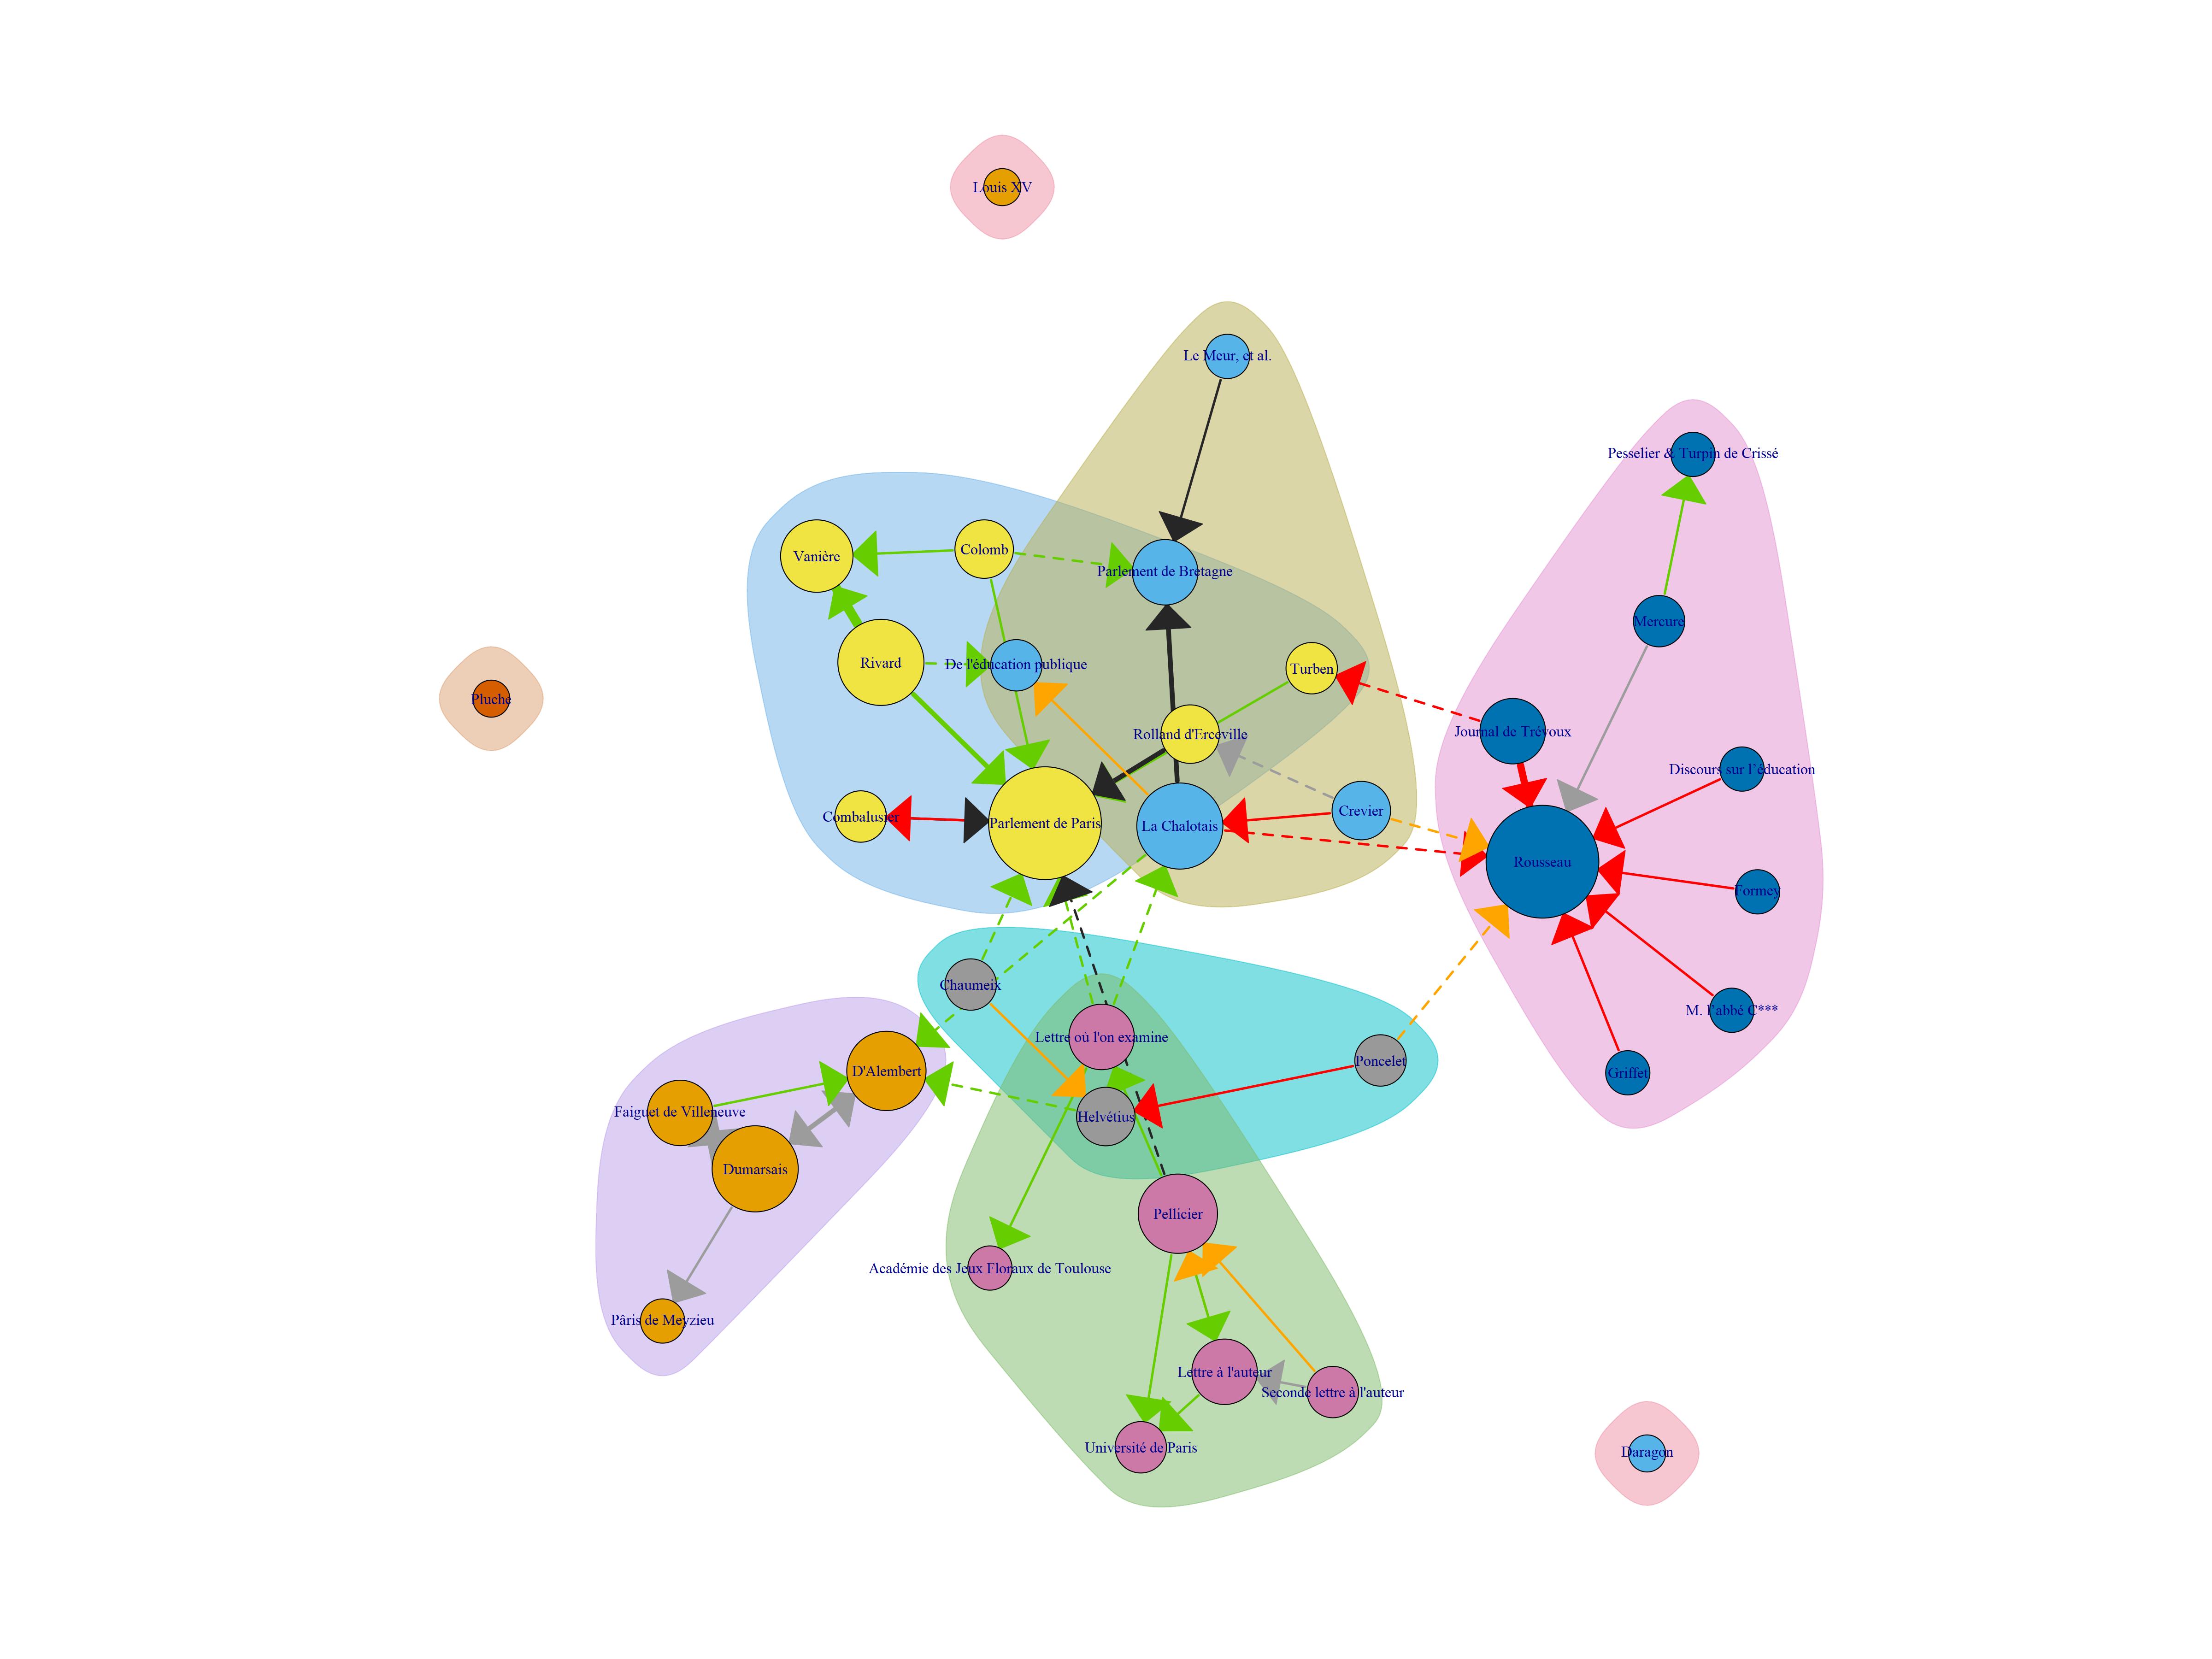 Louis XV
Le Meur, et al.
Pesselier & Turpin de Crissé
Vanière
Colomb
Parlement de Bretagne
Mercure
Rivard
De l'éducation publique
Turben
Pluche
Rolland d'Erceville
Journal de Trévoux
Discours sur l’éducation
Combalusier
Parlement de Paris
La Chalotais
Crevier
Rousseau
Formey
Chaumeix
M. l’abbé C***
Lettre où l'on examine
D'Alembert
Poncelet
Griffet
Faiguet de Villeneuve
Helvétius
Dumarsais
Pellicier
Académie des Jeux Floraux de Toulouse
Pâris de Meyzieu
Lettre à l'auteur
Seconde lettre à l'auteur
Université de Paris
Daragon